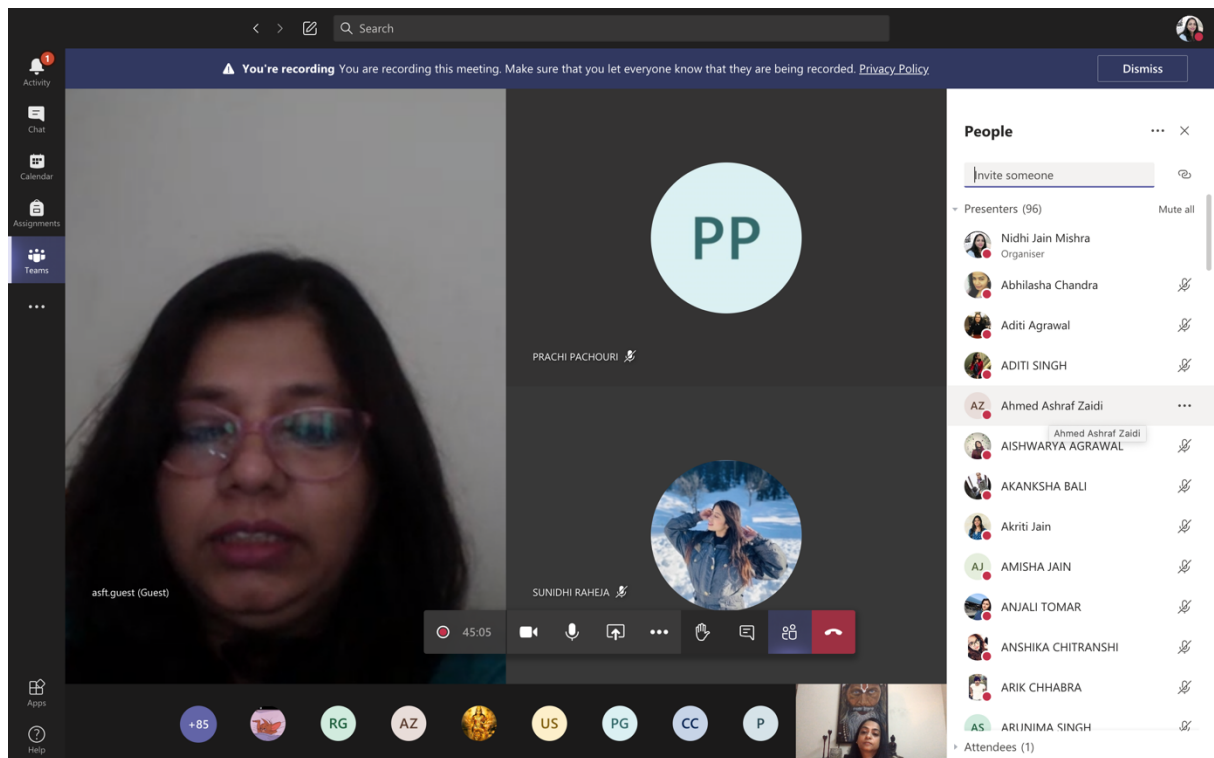 Search
1
Activity
Chat
Calendar
Assignments
Teams
Apps
Help
You're recording You are recording this meeting. Make sure that you let everyone know that they are being recorded. Privacy Policy
Dismiss
PP
PRACHI PACHOURI
asft.guest (Guest)
SUNIDHI RAHEJA
45:05
+85
RG
AZ
US
PG
CC
P
People
Invite someone
Presenters (96)
Mute all
Nidhi Jain Mishra
Organiser
Abhilasha Chandra
Aditi Agrawal
ADITI SINGH
AZ
Ahmed Ashraf Zaidi
Ahmed Ashraf Zaidi
AISHWARYA AGRAWAL
AKANKSHA BALI
Akriti Jain
AJ
AMISHA JAIN
ANJALI TOMAR
ANSHIKA CHITRANSHI
ARIK CHHABRA
AS
ARUNIMA SINGH
Attendees (1)